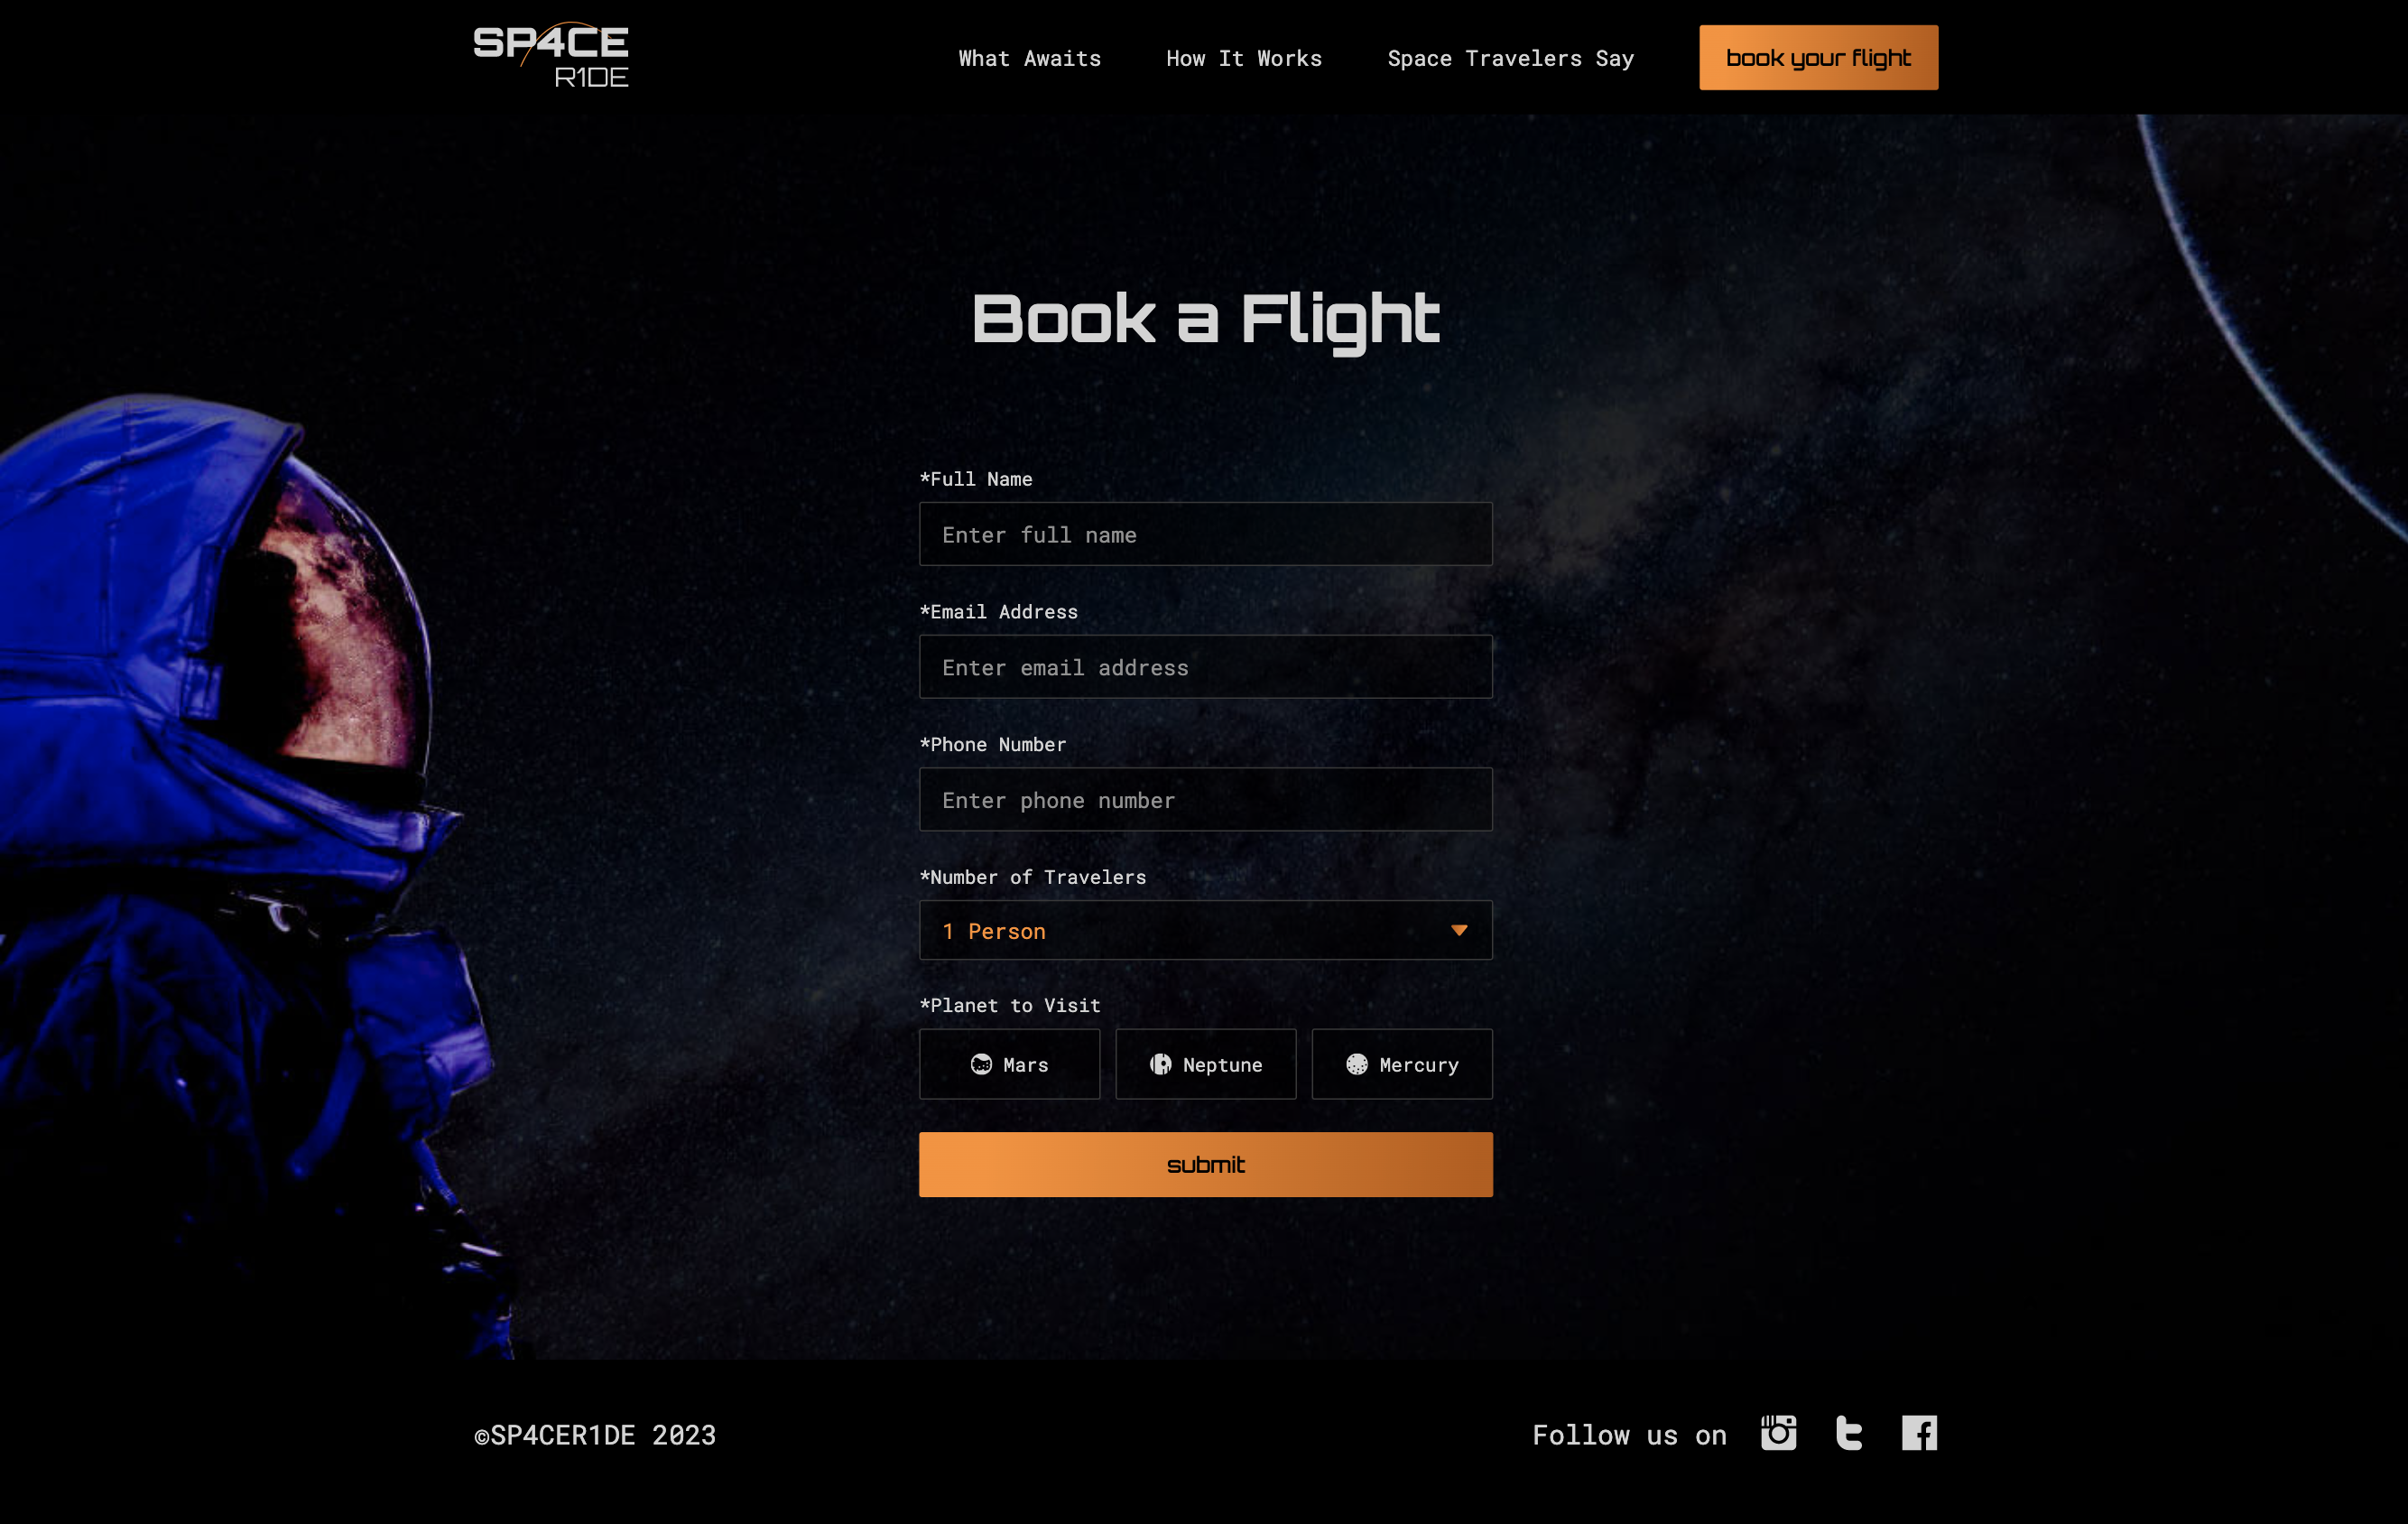 SP4CE
R1DE
What Awaits
How It Works
Space Travelers Say
book your flight
Book a Flight
*Full Name
Enter full name
*Email Address
Enter email address
*Phone Number
Enter phone number
*Number of Travelers
1 Person
*Planet to Visit
Mars
Neptune
Mercury
submit
©SP4CER1DE 2023
Follow us on